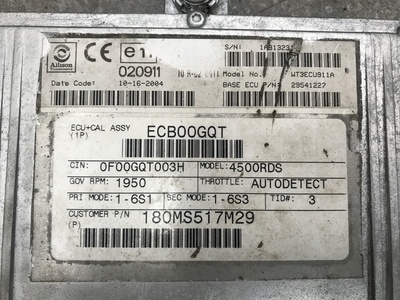 Allison
CE e11
020911
Date Code: 10-16-2004
S/N:
Model No.: WT3ECU911A
BASE ECU P/N: 29541227
ECU+CAL ASSY (1P) ECB00GQT
CIN: 0F00GQT003H MODEL: 4500RDS
GOV RPM: 1950 THROTTLE: AUTODETECT
PRI MODE: 1-6S1 SEC MODE: 1-6S3 TID#: 3
CUSTOMER P/N (P) 180MS517M29